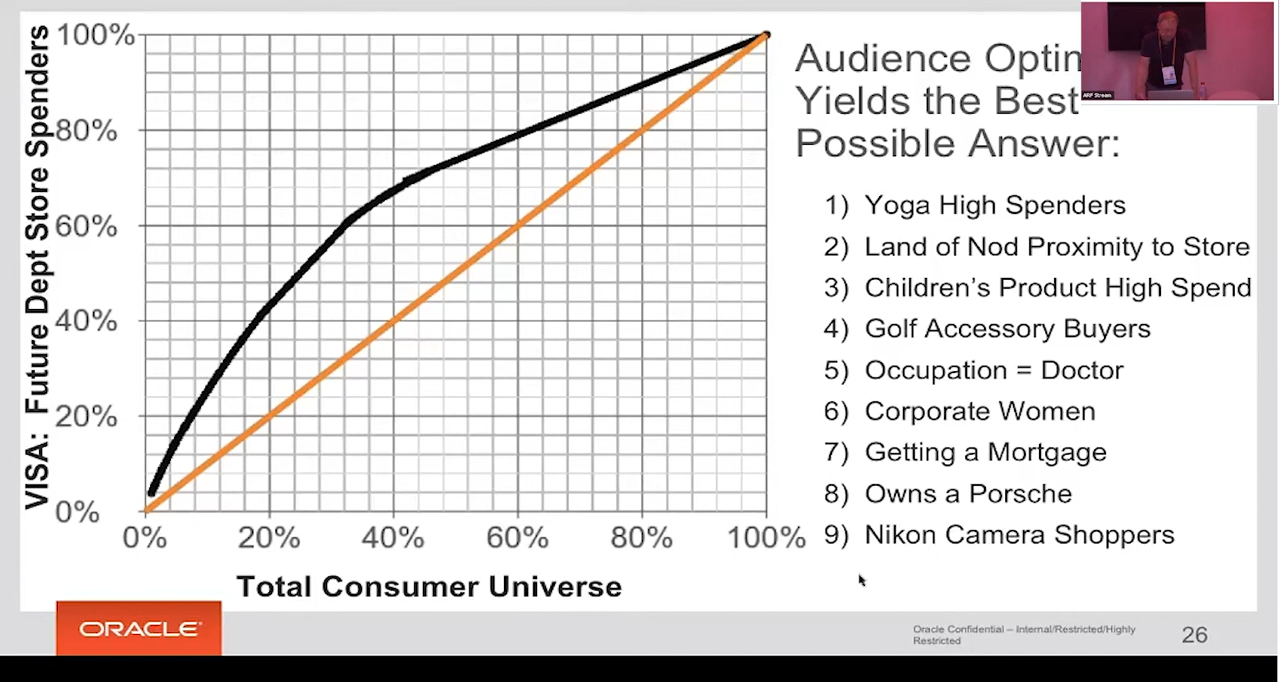 VISA: Future Dept Store Spenders
100%
80%
60%
40%
20%
0%
0% 20% 40% 60% 80% 100%
Total Consumer Universe
Audience Optin
Yields the Best
Possible Answer:
1) Yoga High Spenders
2) Land of Nod Proximity to Store
3) Children's Product High Spend
4) Golf Accessory Buyers
5) Occupation = Doctor
6) Corporate Women
7) Getting a Mortgage
8) Owns a Porsche
9) Nikon Camera Shoppers
ARF Stream
ORACLE
Oracle Confidential – Internal/Restricted/Highly
Restricted
26